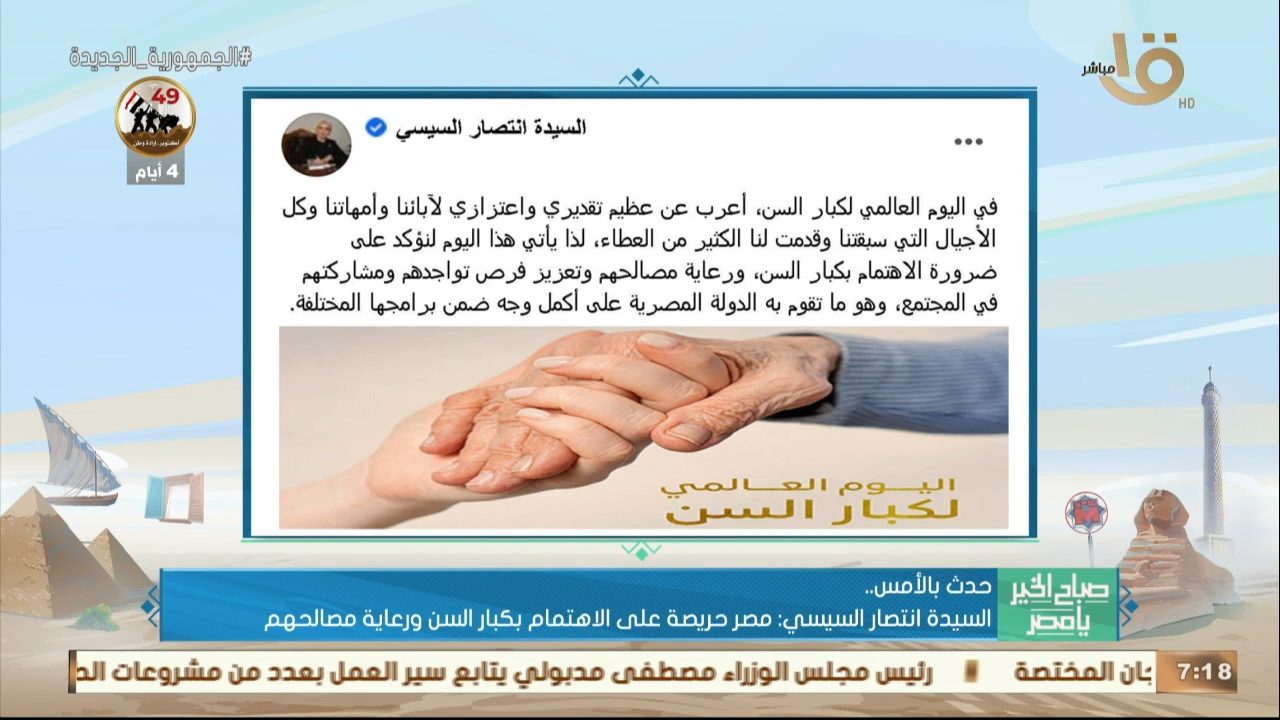 #الجمهورية_الجديدة
49
أكتوبر.. إرادة وطن
4 أيام
مباشر
HD
السيدة انتصار السيسي
في اليوم العالمي لكبار السن، أعرب عن عظيم تقديري واعتزازي لآبائنا وأمهاتنا وكل
الأجيال التي سبقتنا وقدمت لنا الكثير من العطاء، لذا يأتي هذا اليوم لنؤكد على
ضرورة الاهتمام بكبار السن، ورعاية مصالحهم وتعزيز فرص تواجدهم ومشاركتهم
في المجتمع، وهو ما تقوم به الدولة المصرية على أكمل وجه ضمن برامجها المختلفة.
اليوم العالمي
لكبار السن
M
صباح الخير
يا مصر
حدث بالأمس..
السيدة انتصار السيسي: مصر حريصة على الاهتمام بكبار السن ورعاية مصالحهم
7:18
المختصة رئيس مجلس الوزراء مصطفى مدبولي يتابع سير العمل بعدد من مشروعات